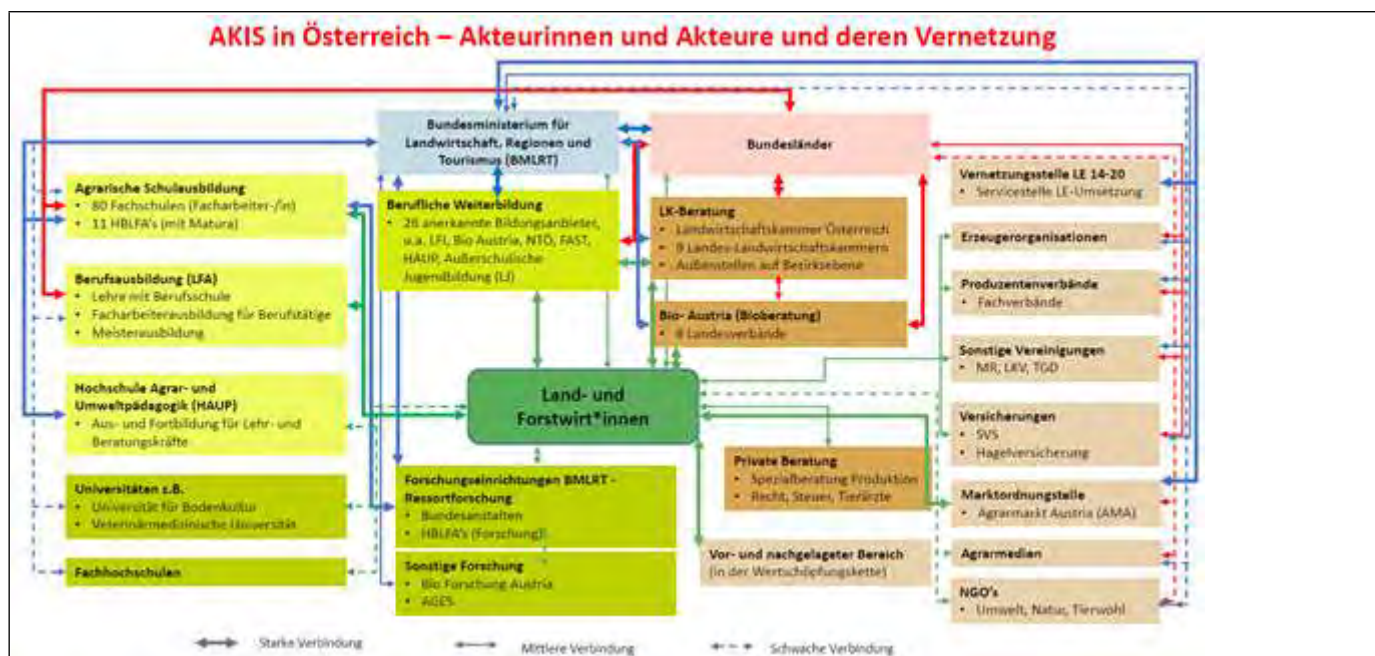 AKIS in Österreich – Akteurinnen und Akteure und deren Vernetzung
Bundesministerium für
Landwirtschaft, Regionen und
Tourismus (BMLRT)
Bundesländer
Agrarische Schulausbildung
• 80 Fachschulen (Facharbeiter-/in)
• 11 HBLFA's (mit Matura)
Berufsausbildung (LFA)
• Lehre mit Berufsschule
• Facharbeiterausbildung für Berufstätige
• Meisterausbildung
Hochschule Agrar- und
Umweltpädagogik (HAUP)
• Aus- und Fortbildung für Lehr- und
Beratungskräfte
Universitäten z.B.
• Universität für Bodenkultur
• Veterinärmedizinische Universität
Fachhochschulen
Berufliche Weiterbildung
• 26 anerkannte Bildungsanbieter,
u.a. LFI, Bio Austria, NTÖ, FAST,
HAUP, Außerschulische
Jugendbildung (LJ)
LK-Beratung
• Landwirtschaftskammer Österreich
• 9 Landes-Landwirtschaftskammern
• Außenstellen auf Bezirksebene
Bio- Austria (Bioberatung)
• 8 Landesverbände
Land- und
Forstwirt*innen
Forschungseinrichtungen BMLRT -
Ressortforschung
• Bundesanstalten
• HBLFA's (Forschung)
Sonstige Forschung
• Bio Forschung Austria
• AGES
Private Beratung
• Spezialberatung Produktion
• Recht, Steuer, Tierärzte
Vor- und nachgelageter Bereich
(in der Wertschöpfungskette)
Vernetzungsstelle LE 14-20
• Servicestelle LE-Umsetzung
Erzeugerorganisationen
Produzentenverbände
• Fachverbände
Sonstige Vereinigungen
• MR, LKV, TGD
Versicherungen
• SVS
• Hagelversicherung
Marktordnungstelle
• Agrarmarkt Austria (AMA)
Agrarmedien
NGO's
• Umwelt, Natur, Tierwohl
Starke Verbindung
Mittlere Verbindung
Schwache Verbindung